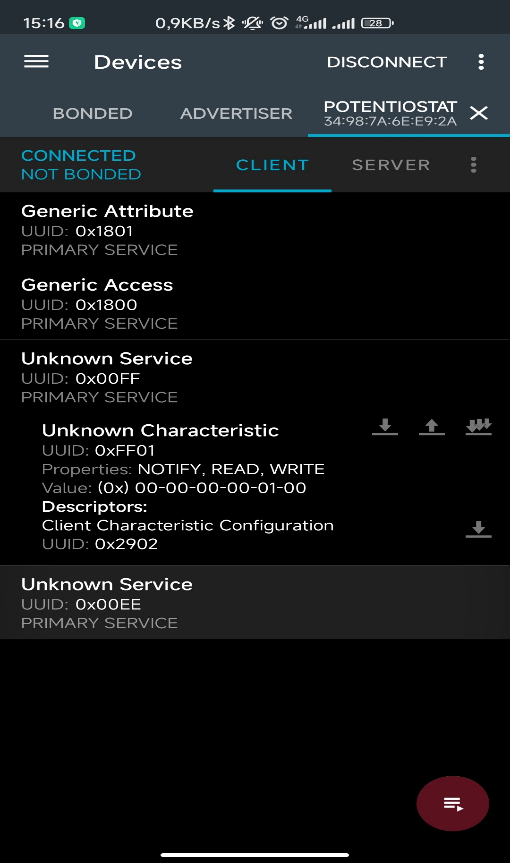 15:16 0,9KB/s 4G 28
Devices DISCONNECT
BONDED ADVERTISER POTENTIOSTAT
34:98:7A:6E:E9:2A
CONNECTED
NOT BONDED
CLIENT SERVER
Generic Attribute
UUID: 0x1801
PRIMARY SERVICE
Generic Access
UUID: 0x1800
PRIMARY SERVICE
Unknown Service
UUID: 0x00FF
PRIMARY SERVICE
Unknown Characteristic
UUID: 0xFF01
Properties: NOTIFY, READ, WRITE
Value: (0x) 00-00-00-00-01-00
Descriptors:
Client Characteristic Configuration
UUID: 0x2902
Unknown Service
UUID: 0x00EE
PRIMARY SERVICE